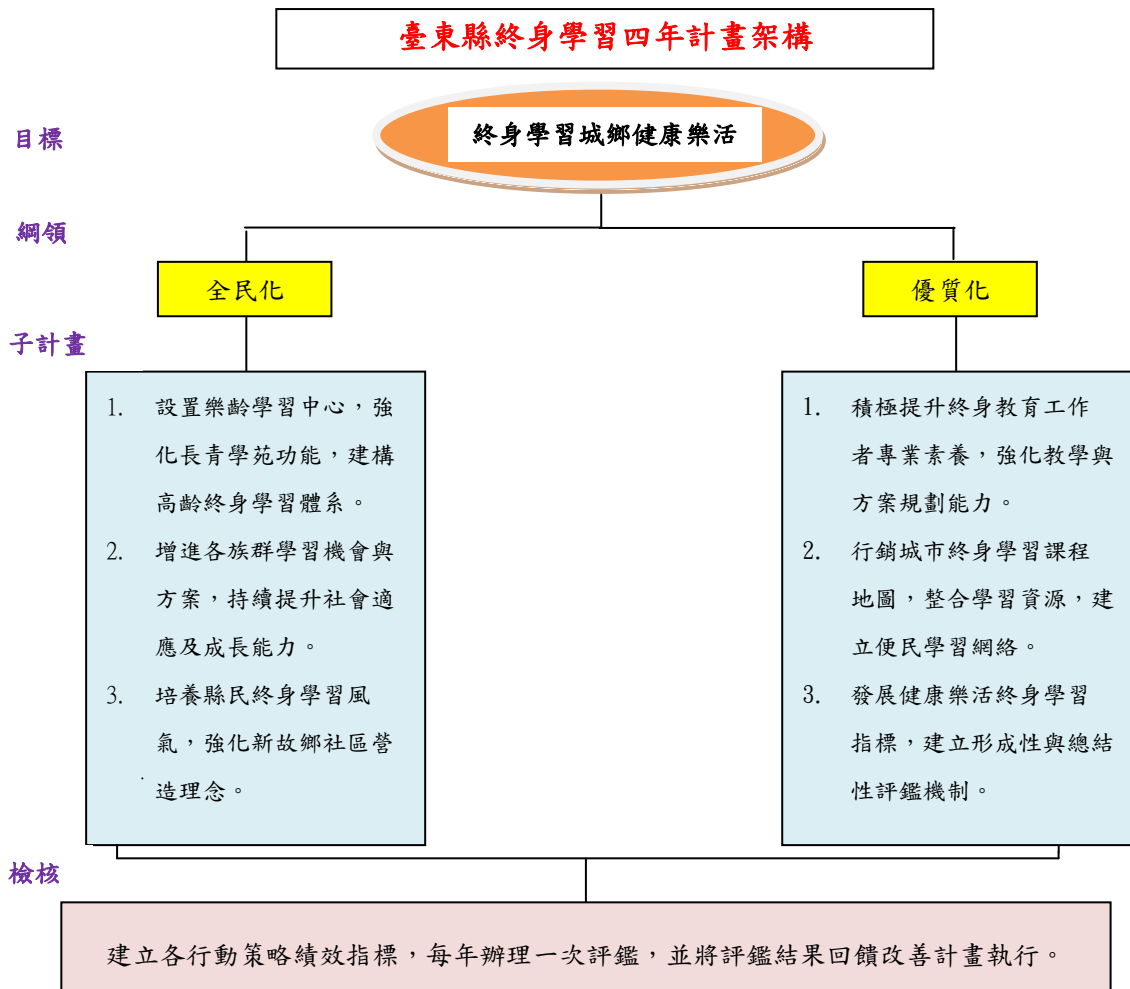 臺東縣終身學習四年計畫架構
目標
終身學習城鄉健康樂活
綱領
全民化
優質化
子計畫
1. 設置樂齡學習中心，強
化長青學苑功能，建構
高齡終身學習體系。
2. 增進各族群學習機會與
方案，持續提升社會適
應及成長能力。
3. 培養縣民終身學習風
氣，強化新故鄉社區營
造理念。
1. 積極提升終身教育工作
者專業素養，強化教學與
方案規劃能力。
2. 行銷城市終身學習課程
地圖，整合學習資源，建
立便民學習網絡。
3. 發展健康樂活終身學習
指標，建立形成性與總結
性評鑑機制。
檢核
建立各行動策略績效指標，每年辦理一次評鑑，並將評鑑結果回饋改善計畫執行。